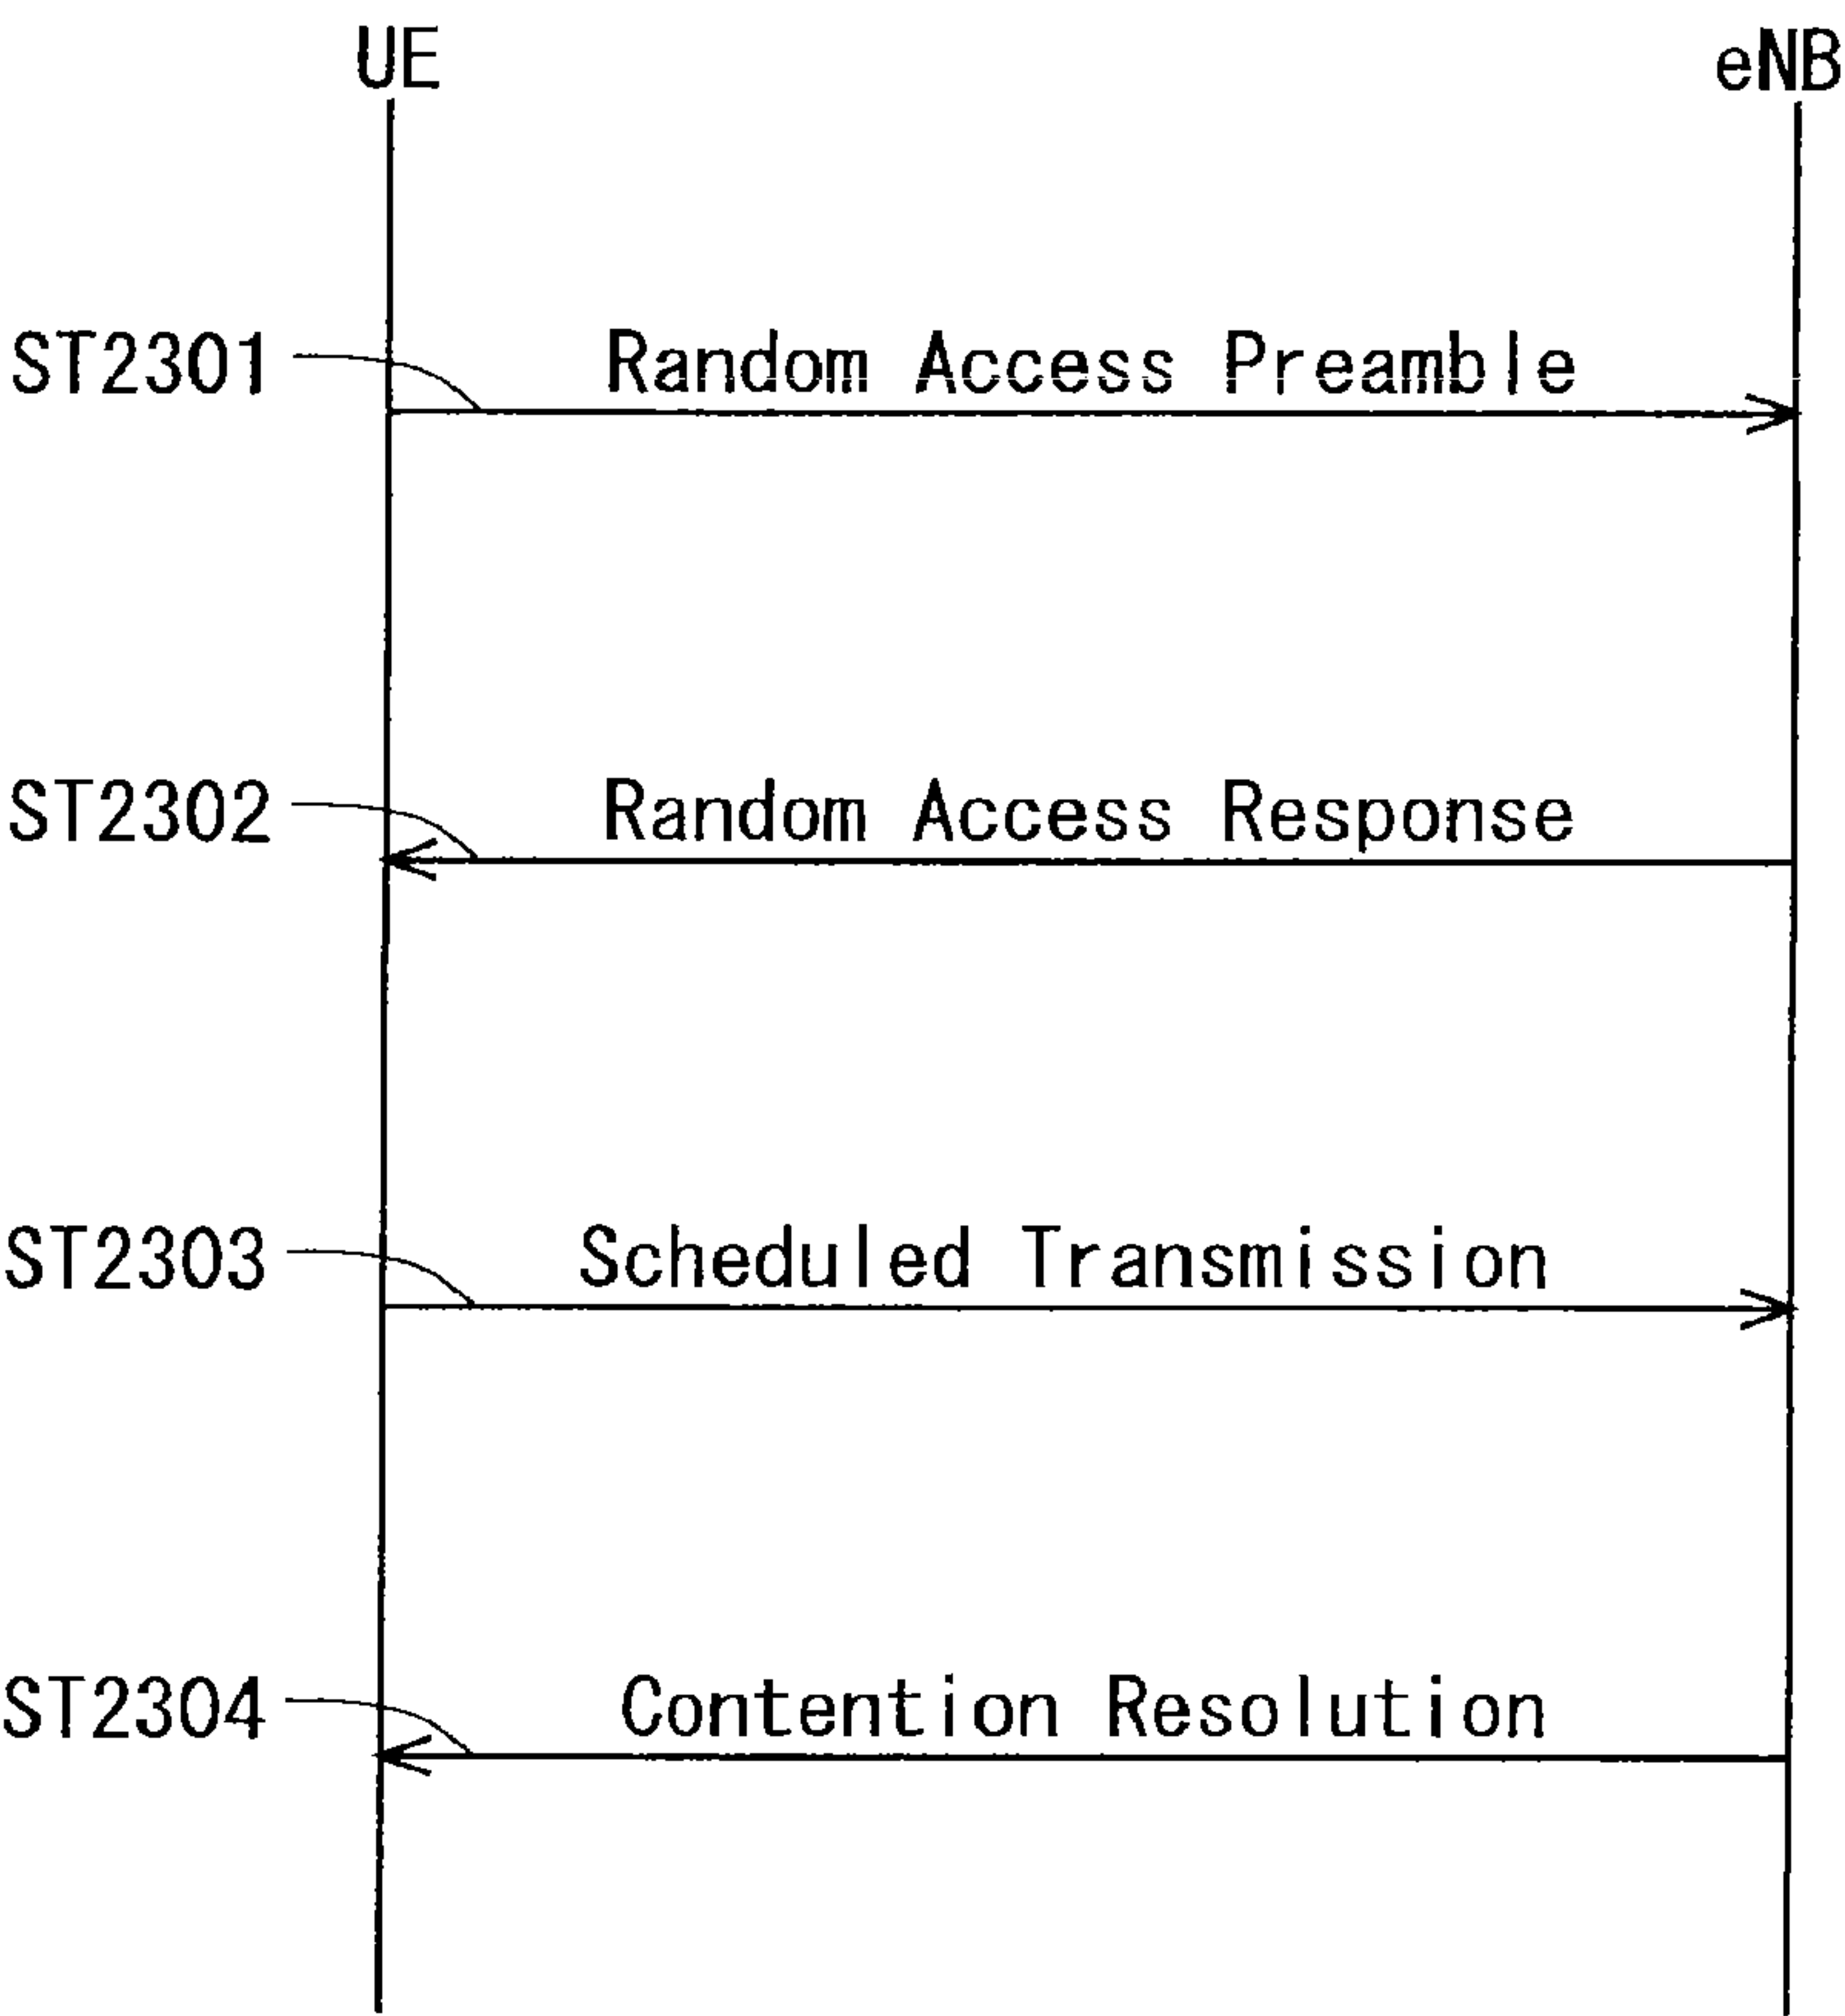 UE eNB
ST2301 Random Access Preamble
ST2302 Random Access Response
ST2303 Scheduled Transmission
ST2304 Contention Resolution